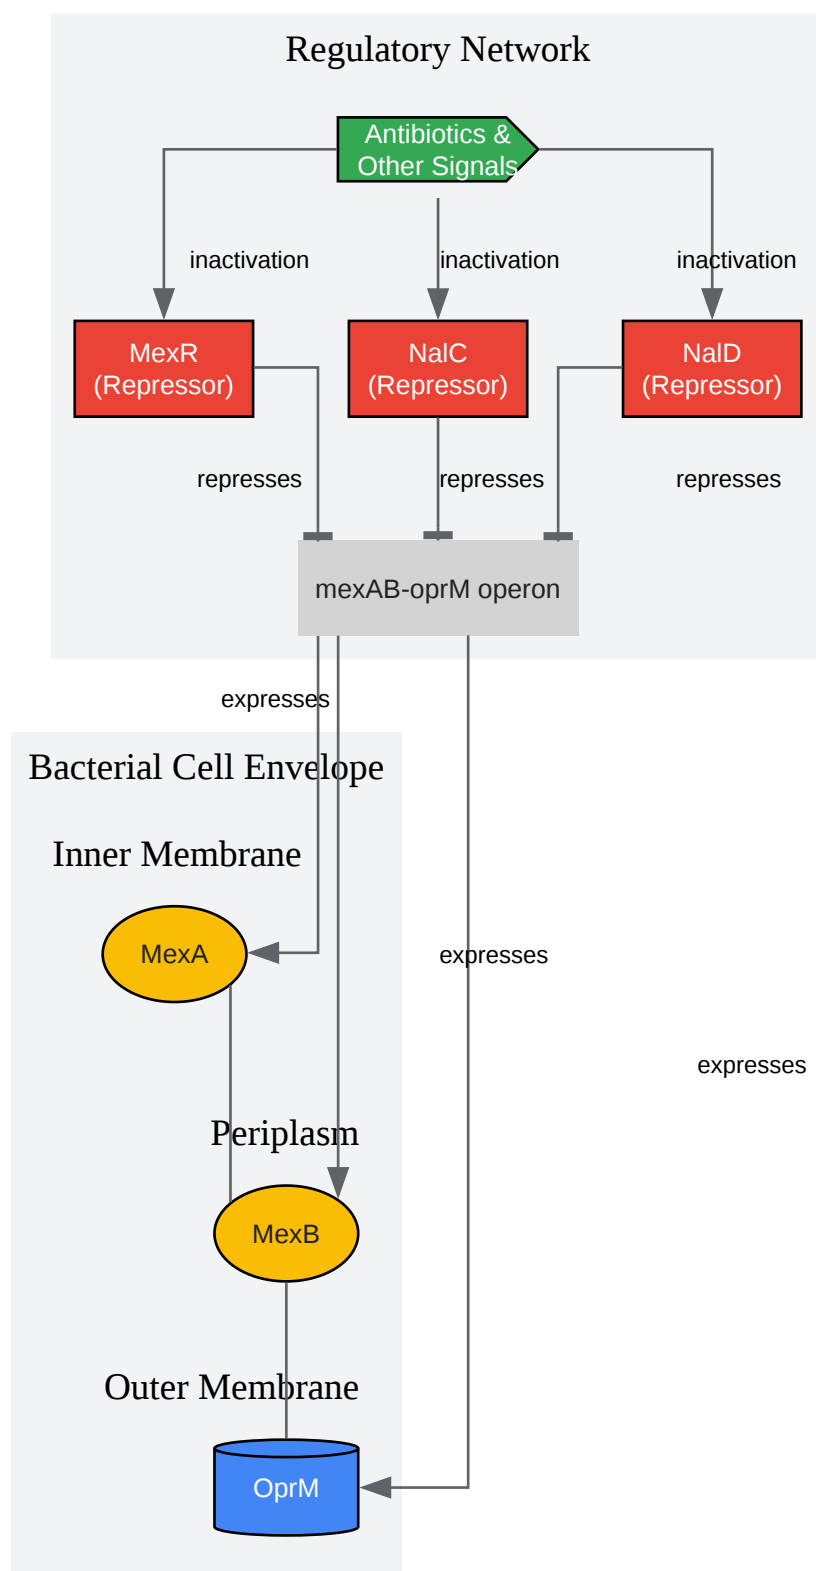 Regulatory Network
Antibiotics &
Other Signals
inactivation
inactivation
inactivation
MexR
(Repressor)
NalC
(Repressor)
NalD
(Repressor)
represses
represses
represses
mexAB-oprM operon
expresses
Bacterial Cell Envelope
Inner Membrane
MexA
expresses
expresses
Periplasm
MexB
Outer Membrane
OprM